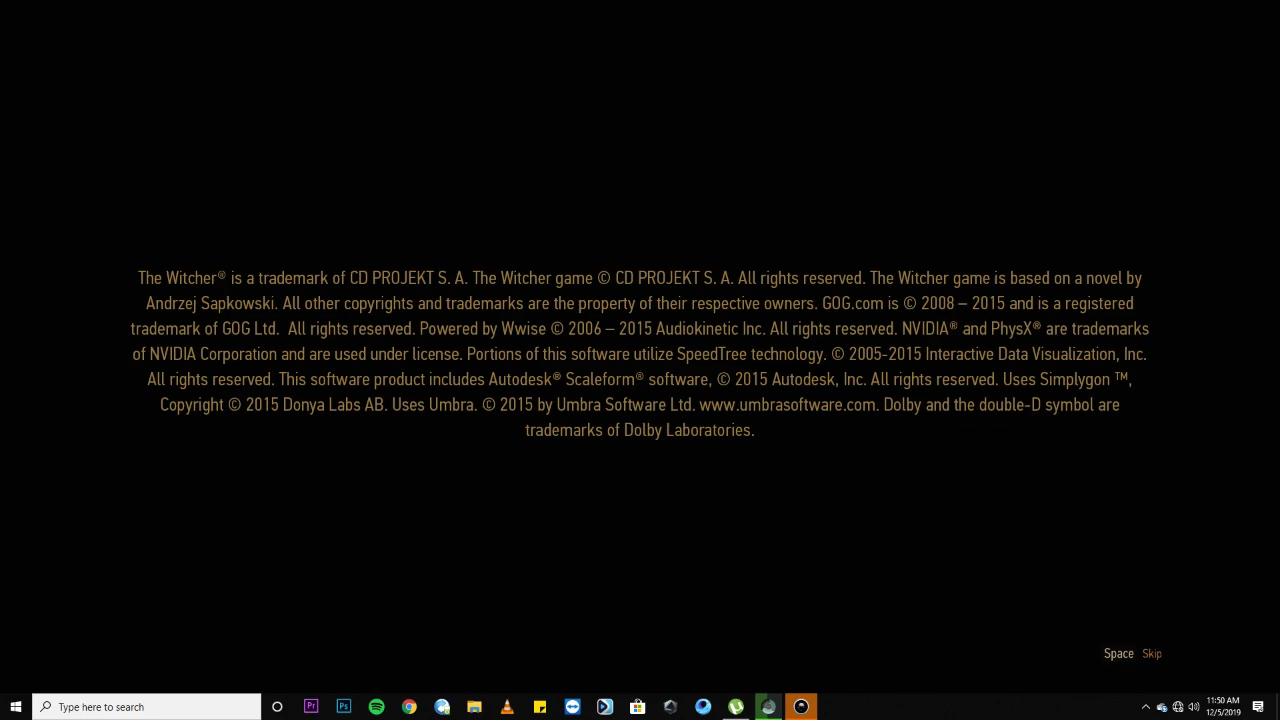 The Witcher® is a trademark of CD PROJEKT S. A. The Witcher game © CD PROJEKT S. A. All rights reserved. The Witcher game is based on a novel by
Andrzej Sapkowski. All other copyrights and trademarks are the property of their respective owners. GOG.com is © 2008 – 2015 and is a registered
trademark of GOG Ltd.  All rights reserved. Powered by Wwise © 2006 – 2015 Audiokinetic Inc. All rights reserved. NVIDIA® and PhysX® are trademarks
of NVIDIA Corporation and are used under license. Portions of this software utilize SpeedTree technology. © 2005-2015 Interactive Data Visualization, Inc.
All rights reserved. This software product includes Autodesk® Scaleform® software, © 2015 Autodesk, Inc. All rights reserved. Uses Simplygon ™,
Copyright © 2015 Donya Labs AB. Uses Umbra. © 2015 by Umbra Software Ltd. www.umbrasoftware.com. Dolby and the double-D symbol are
trademarks of Dolby Laboratories.
Space Skip
Type here to search
Pr
Ps
11:50 AM
12/5/2019